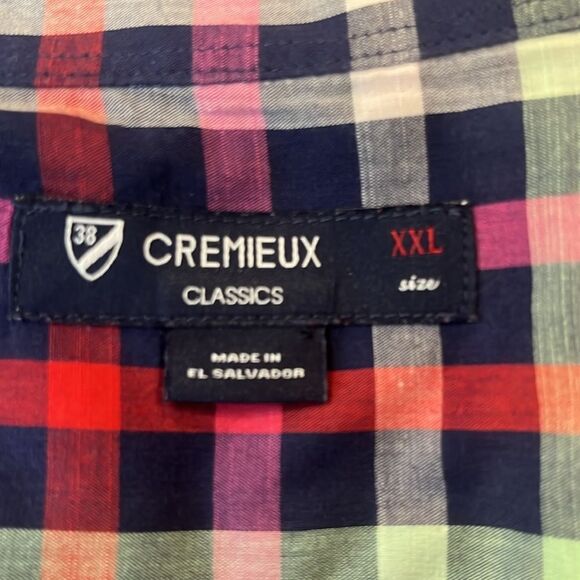 38
CREMIEUX
XXL
CLASSICS
size
MADE IN
EL SALVADOR